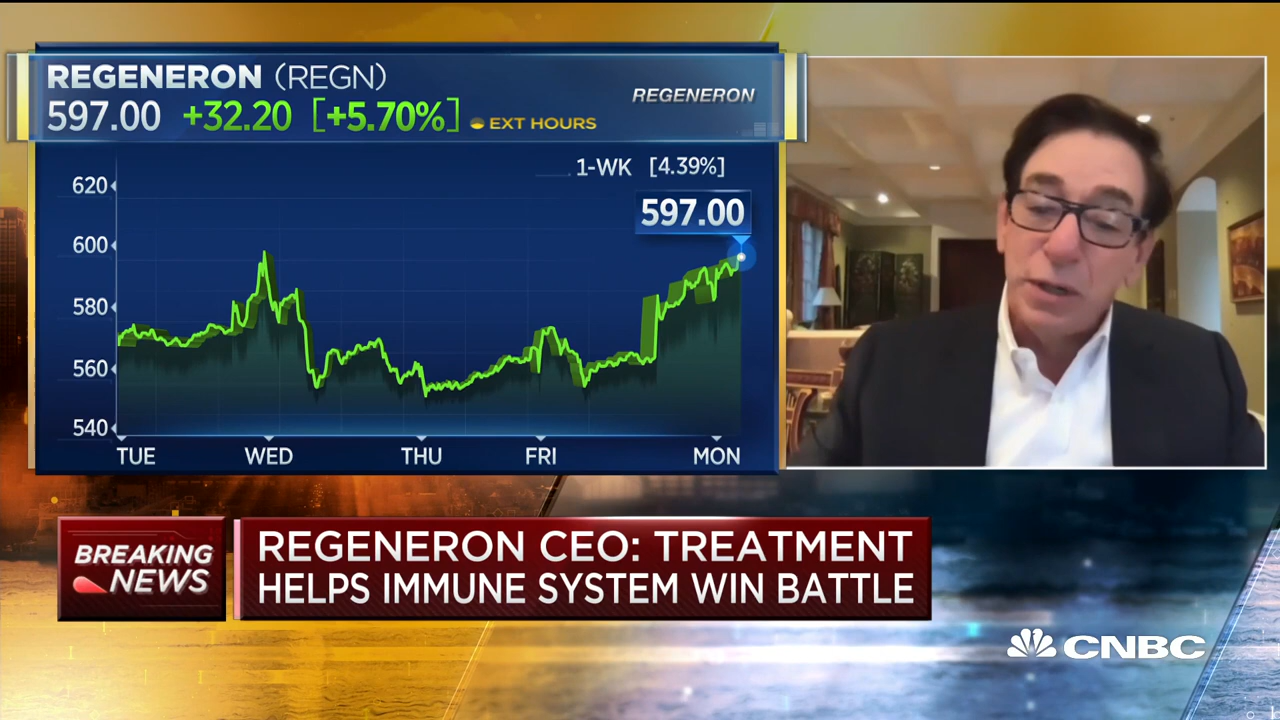 REGENERON (REGN)
597.00 +32.20 [+5.70%] EXT HOURS
REGENERON
1-WK [4.39%]
597.00
620
600
580
560
540
TUE WED THU FRI MON
BREAKING
NEWS
REGENERON CEO: TREATMENT
HELPS IMMUNE SYSTEM WIN BATTLE
CNBC